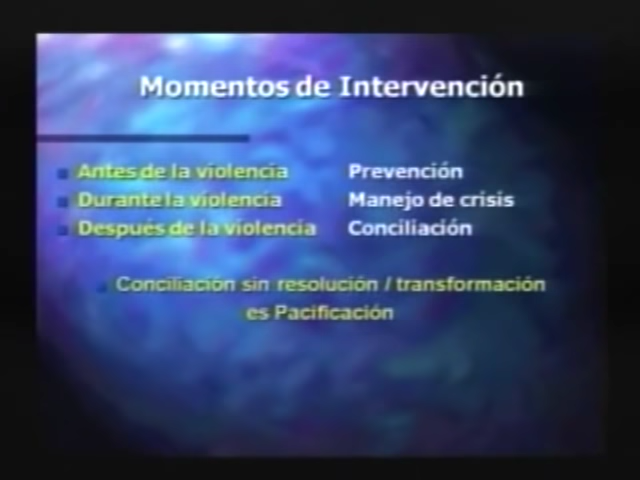 Momentos de Intervención
Antes de la violencia Prevención
Durante la violencia Manejo de crisis
Después de la violencia Conciliación
Conciliación sin resolución / transformación
es Pacificación